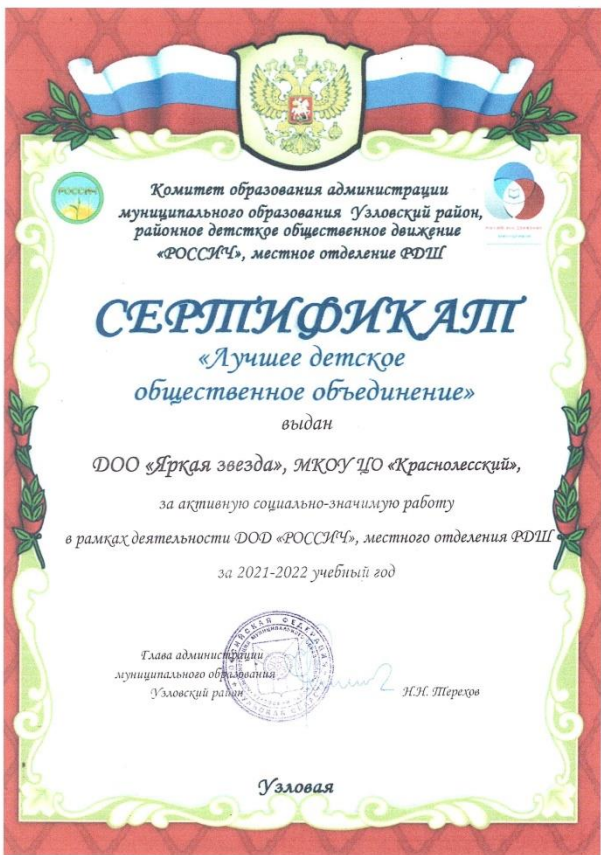 РОССИЧ
Комитет образования администрации
муниципального образования Узловский район,
районное детсткое общественное движение
«РОССИЧ», местное отделение РДШ
СЕРТИФИКАТ
«Лучшее детское
общественное объединение»
выдан
ДОО «Яркая звезда», МКОУ ЦО «Краснолесский»,
за активную социально-значимую работу
в рамках деятельности ДОД «РОССИЧ», местного отделения РДШ
за 2021-2022 учебный год
Глава администрации
муниципального образования
Узловский район
Н.Н. Терехов
Узловая